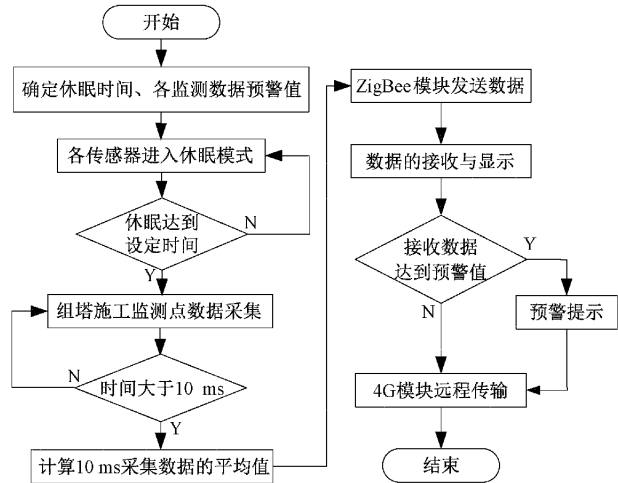 开始
确定休眠时间、各监测数据预警值
各传感器进入休眠模式
休眠达到
设定时间
N
Y
组塔施工监测点数据采集
时间大于10 ms
N
Y
计算10 ms采集数据的平均值
ZigBee模块发送数据
数据的接收与显示
接收数据
达到预警值
Y
N
预警提示
4G模块远程传输
结束